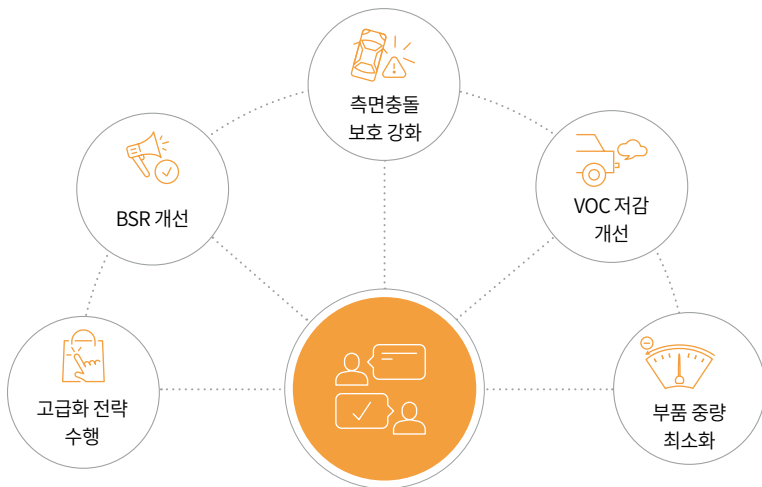 측면충돌
보호 강화
BSR 개선
VOC 저감
개선
고급화 전략
수행
부품 중량
최소화